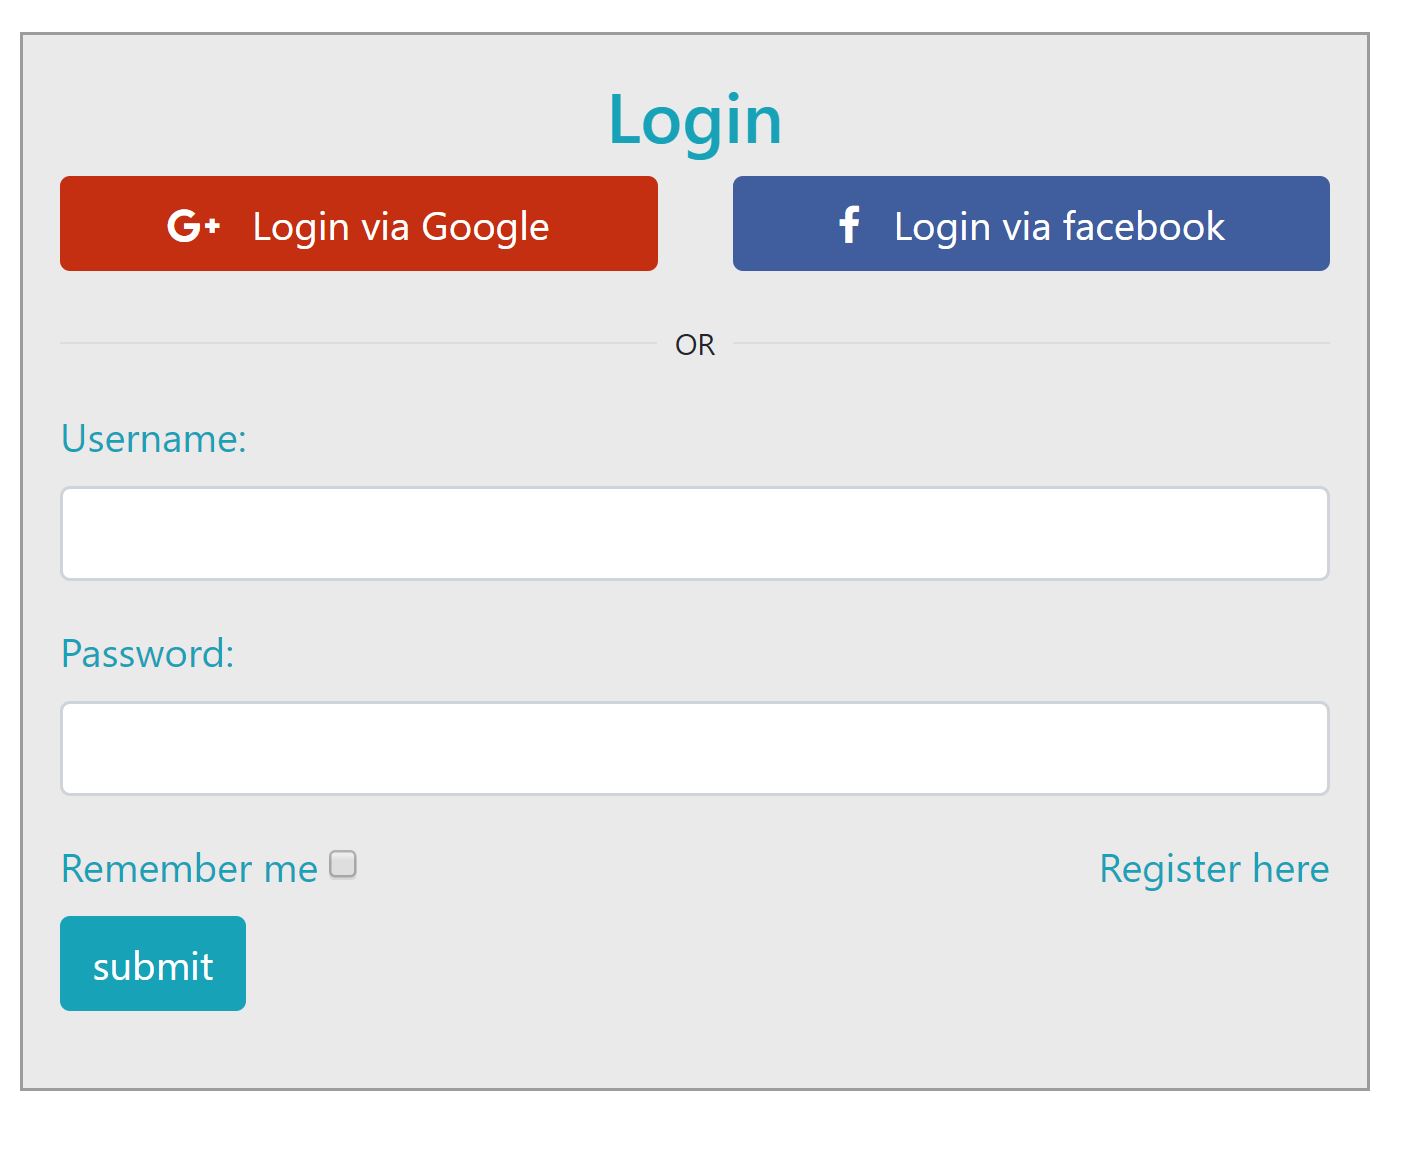 Login
G+ Login via Google
f Login via facebook
OR
Username:
Password:
Remember me
Register here
submit